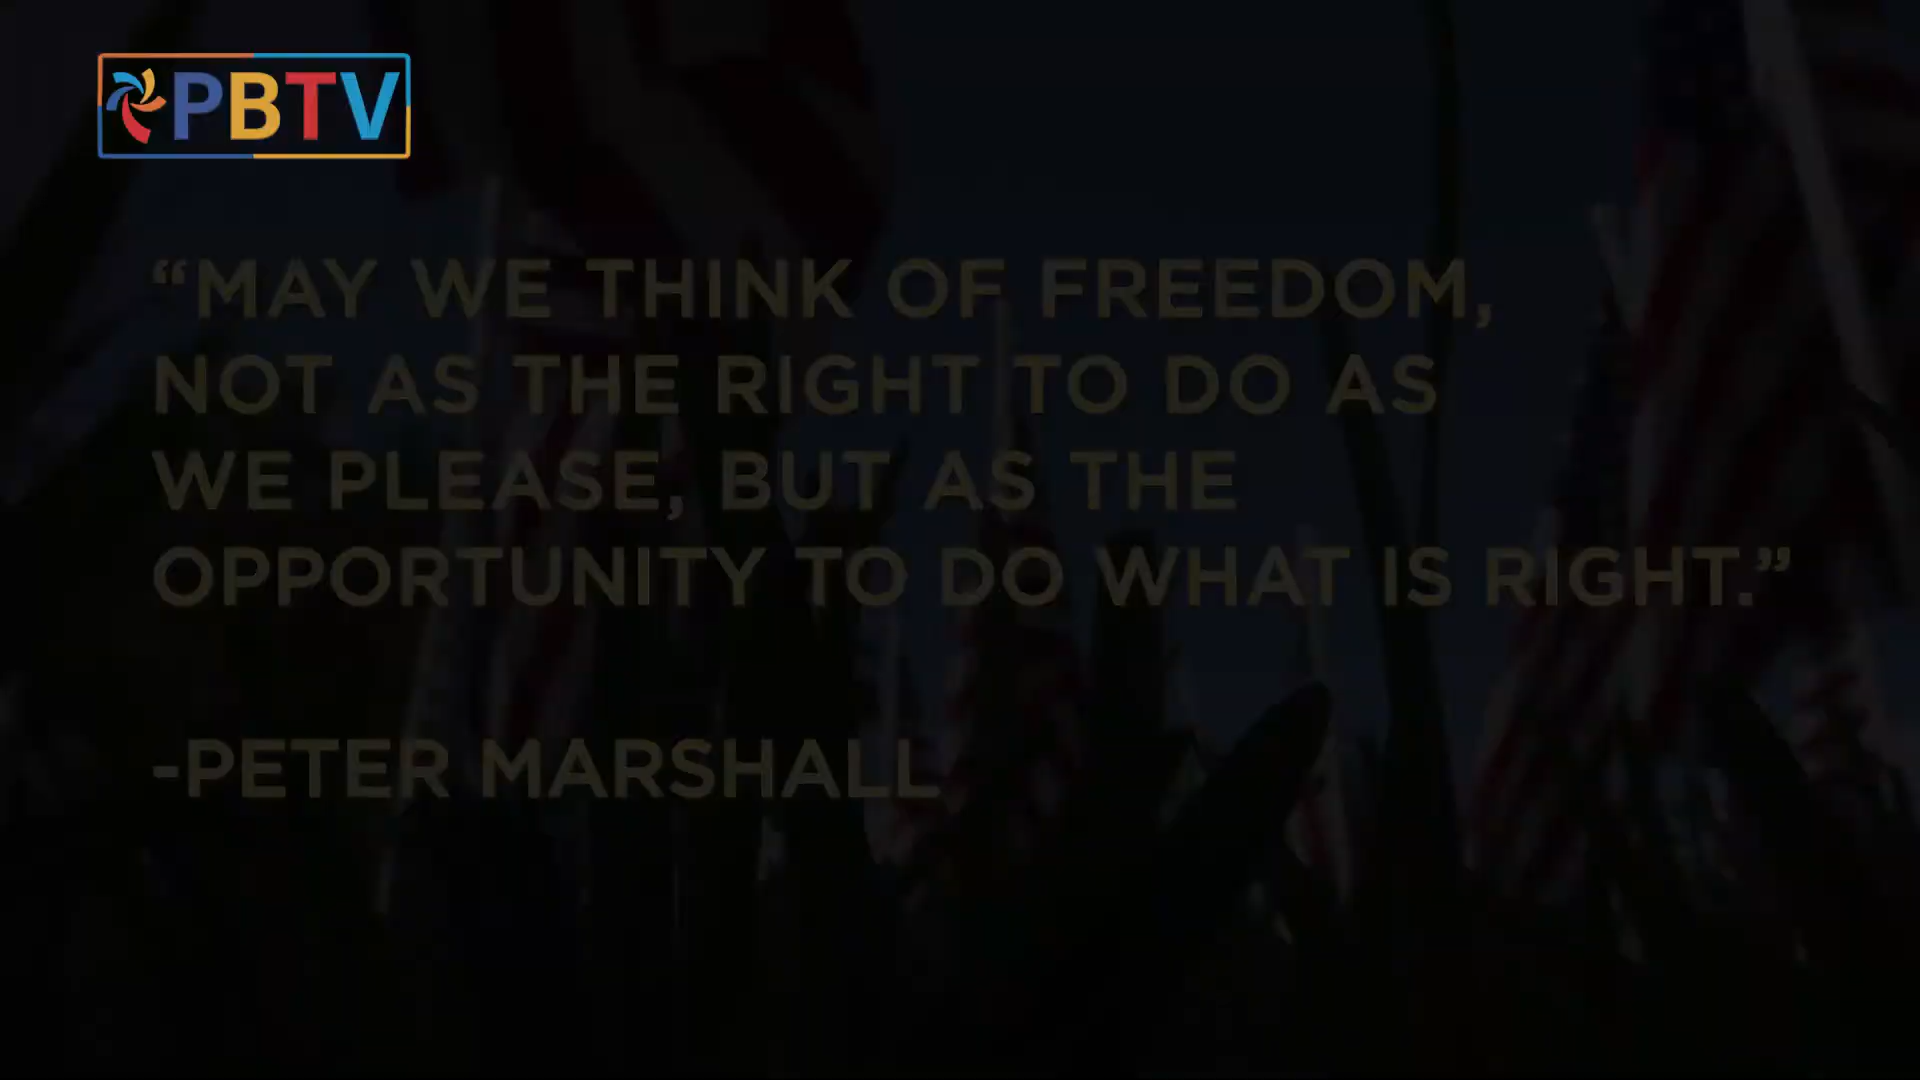 PBTV
“MAY WE THINK OF FREEDOM,
NOT AS THE RIGHT TO DO AS
WE PLEASE, BUT AS THE
OPPORTUNITY TO DO WHAT IS RIGHT.”
-PETER MARSHALL